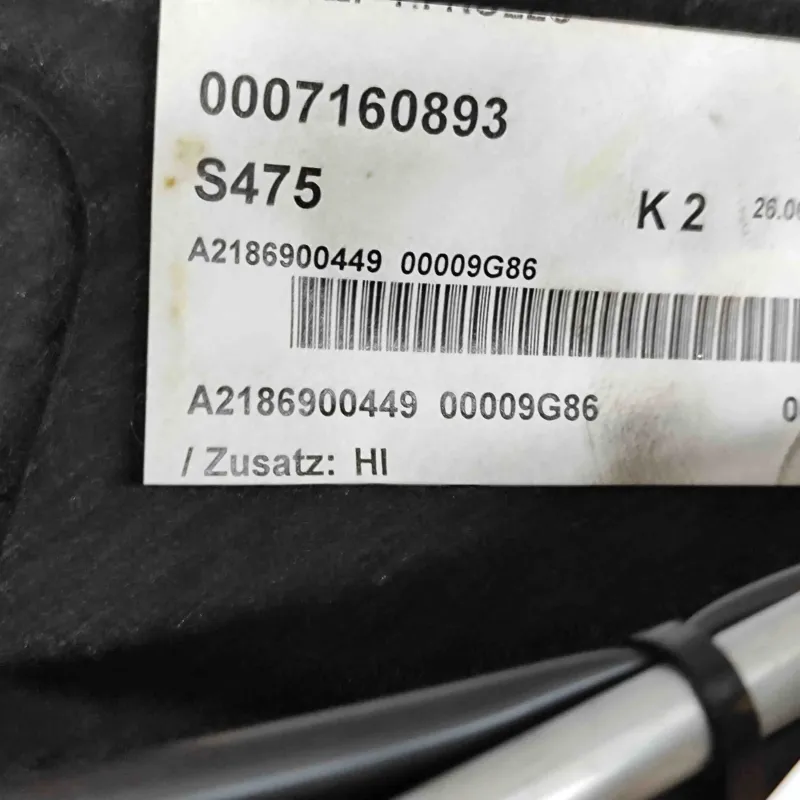 0007160893
S475
K 2
A2186900449 00009G86
A2186900449 00009G86
/ Zusatz: HI